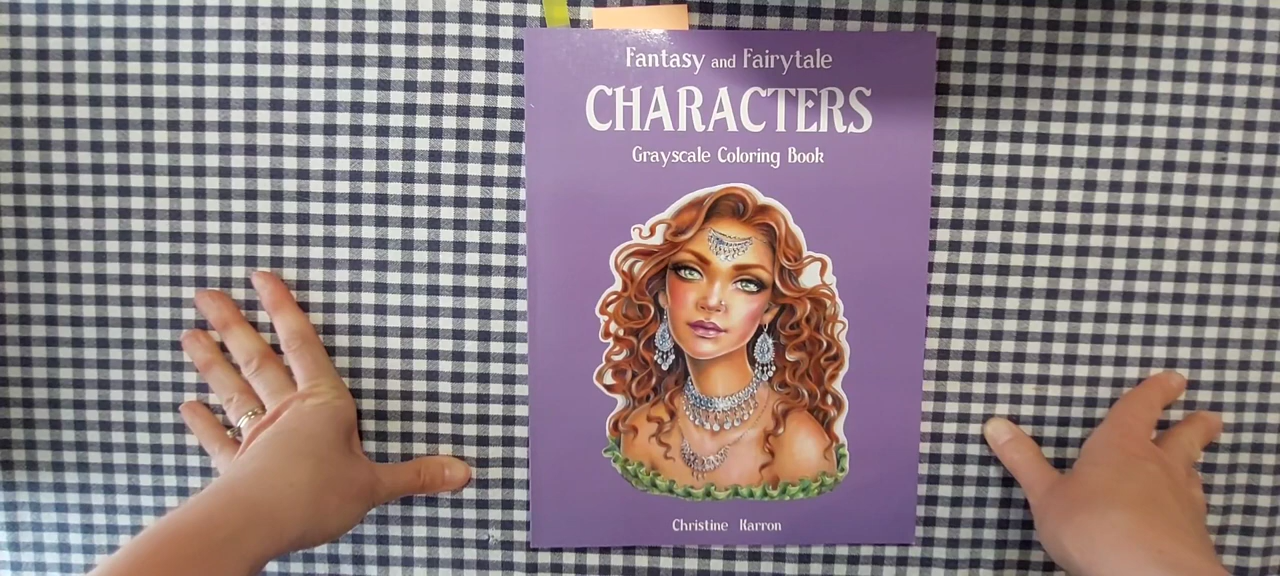 Fantasy and Fairytale
CHARACTERS
Grayscale Coloring Book
Christine Karron